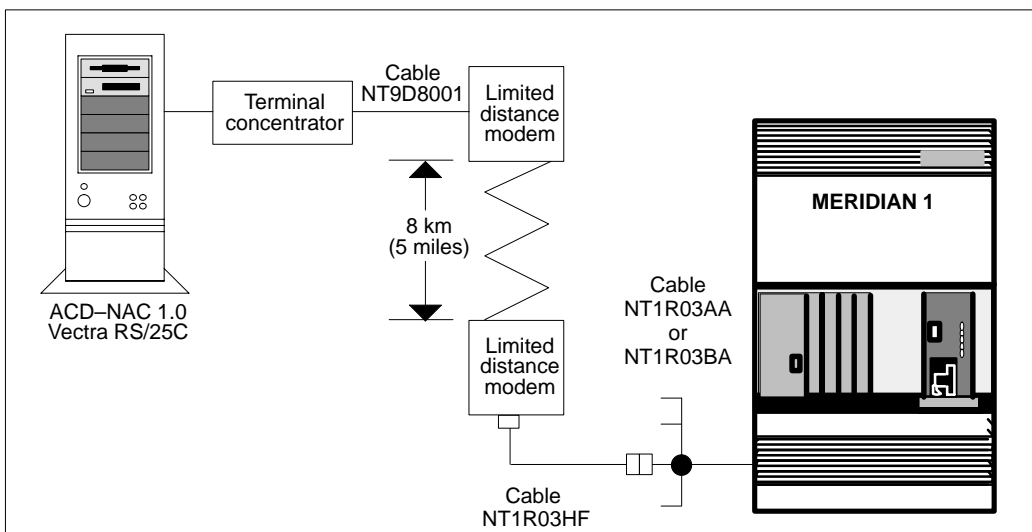 Cable
NT9D8001
Terminal
concentrator
Limited
distance
modem
MERIDIAN 1
8 km
(5 miles)
ACD–NAC 1.0
Vectra RS/25C
Cable
NT1R03AA
or
NT1R03BA
Limited
distance
modem
Cable
NT1R03HF